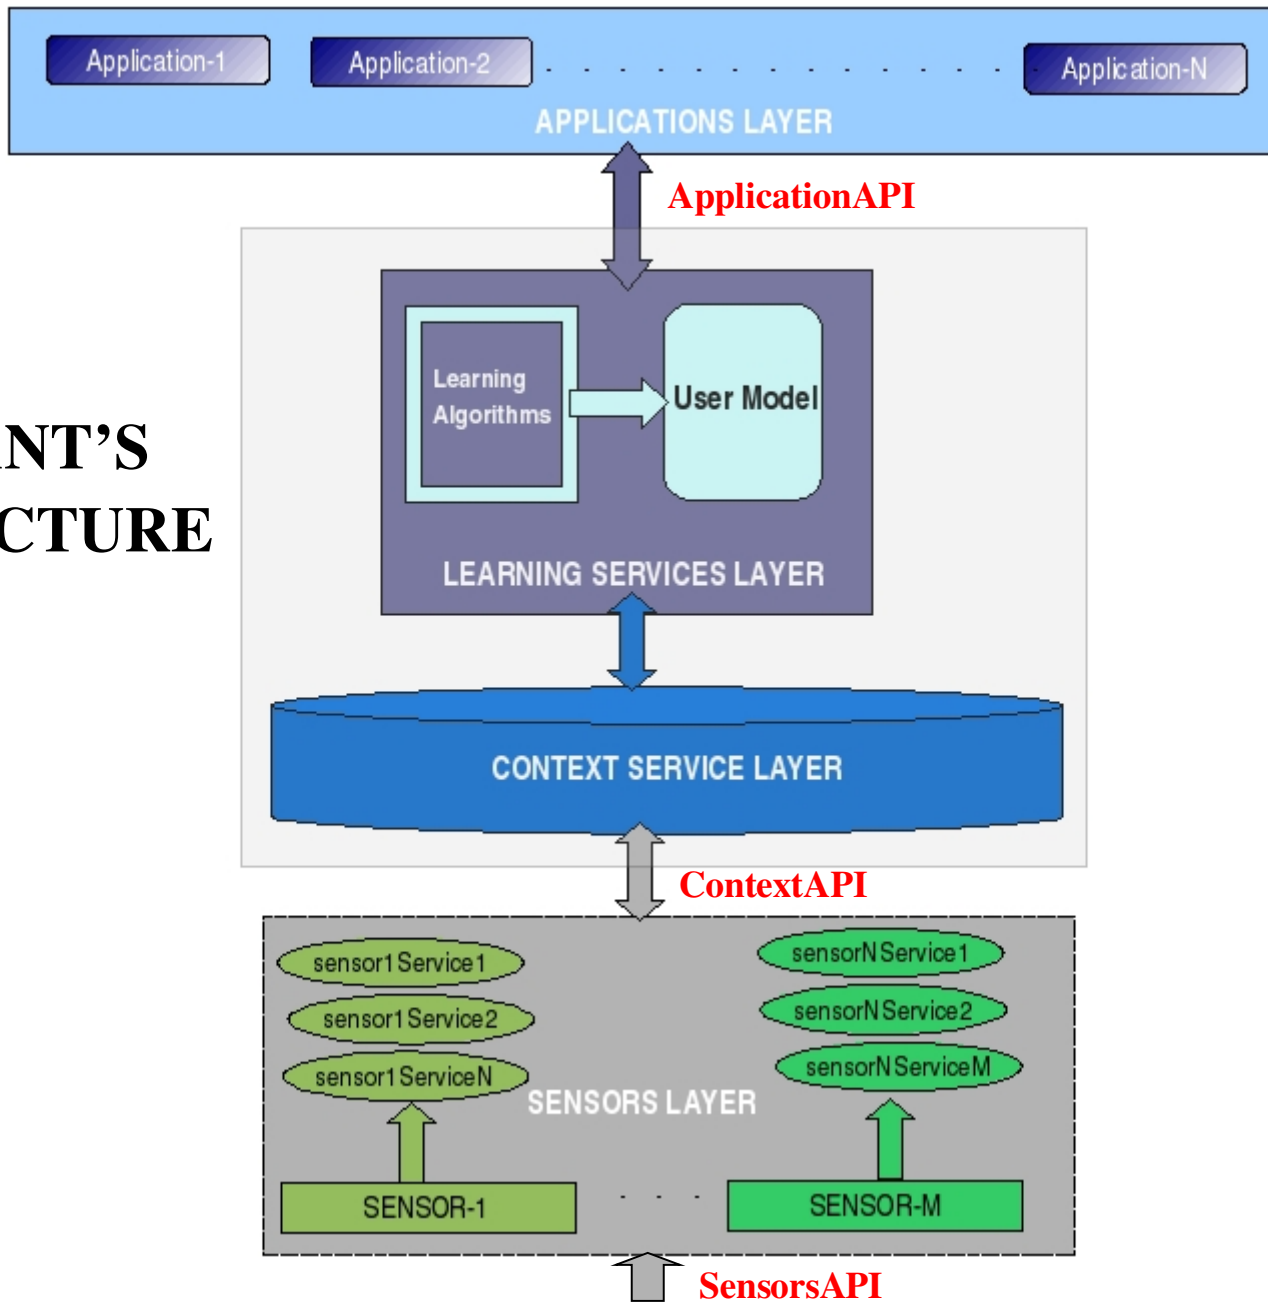 Application-1
Application-2
Application-N
APPLICATIONS LAYER
ApplicationAPI
Learning
Algorithms
User Model
ANT’S
CTURE
LEARNING SERVICES LAYER
CONTEXT SERVICE LAYER
ContextAPI
sensor1Service1
sensorNService1
sensor1Service2
sensorNService2
sensor1ServiceN
sensorNServiceM
SENSORS LAYER
SENSOR-1
SENSOR-M
SensorsAPI